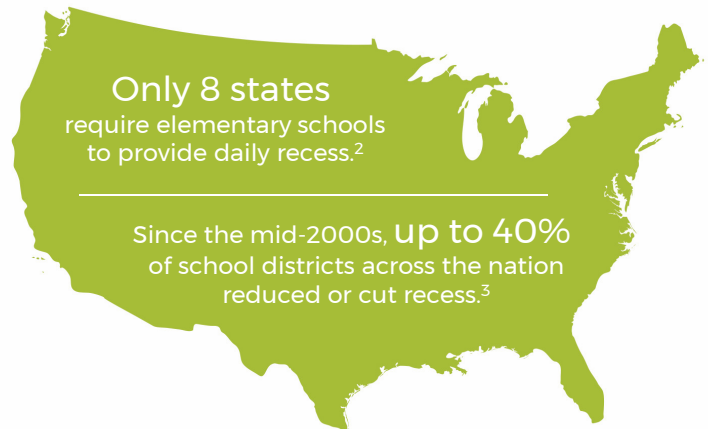 Only 8 states
require elementary schools
to provide daily recess.²
Since the mid-2000s, up to 40%
of school districts across the nation
reduced or cut recess.³